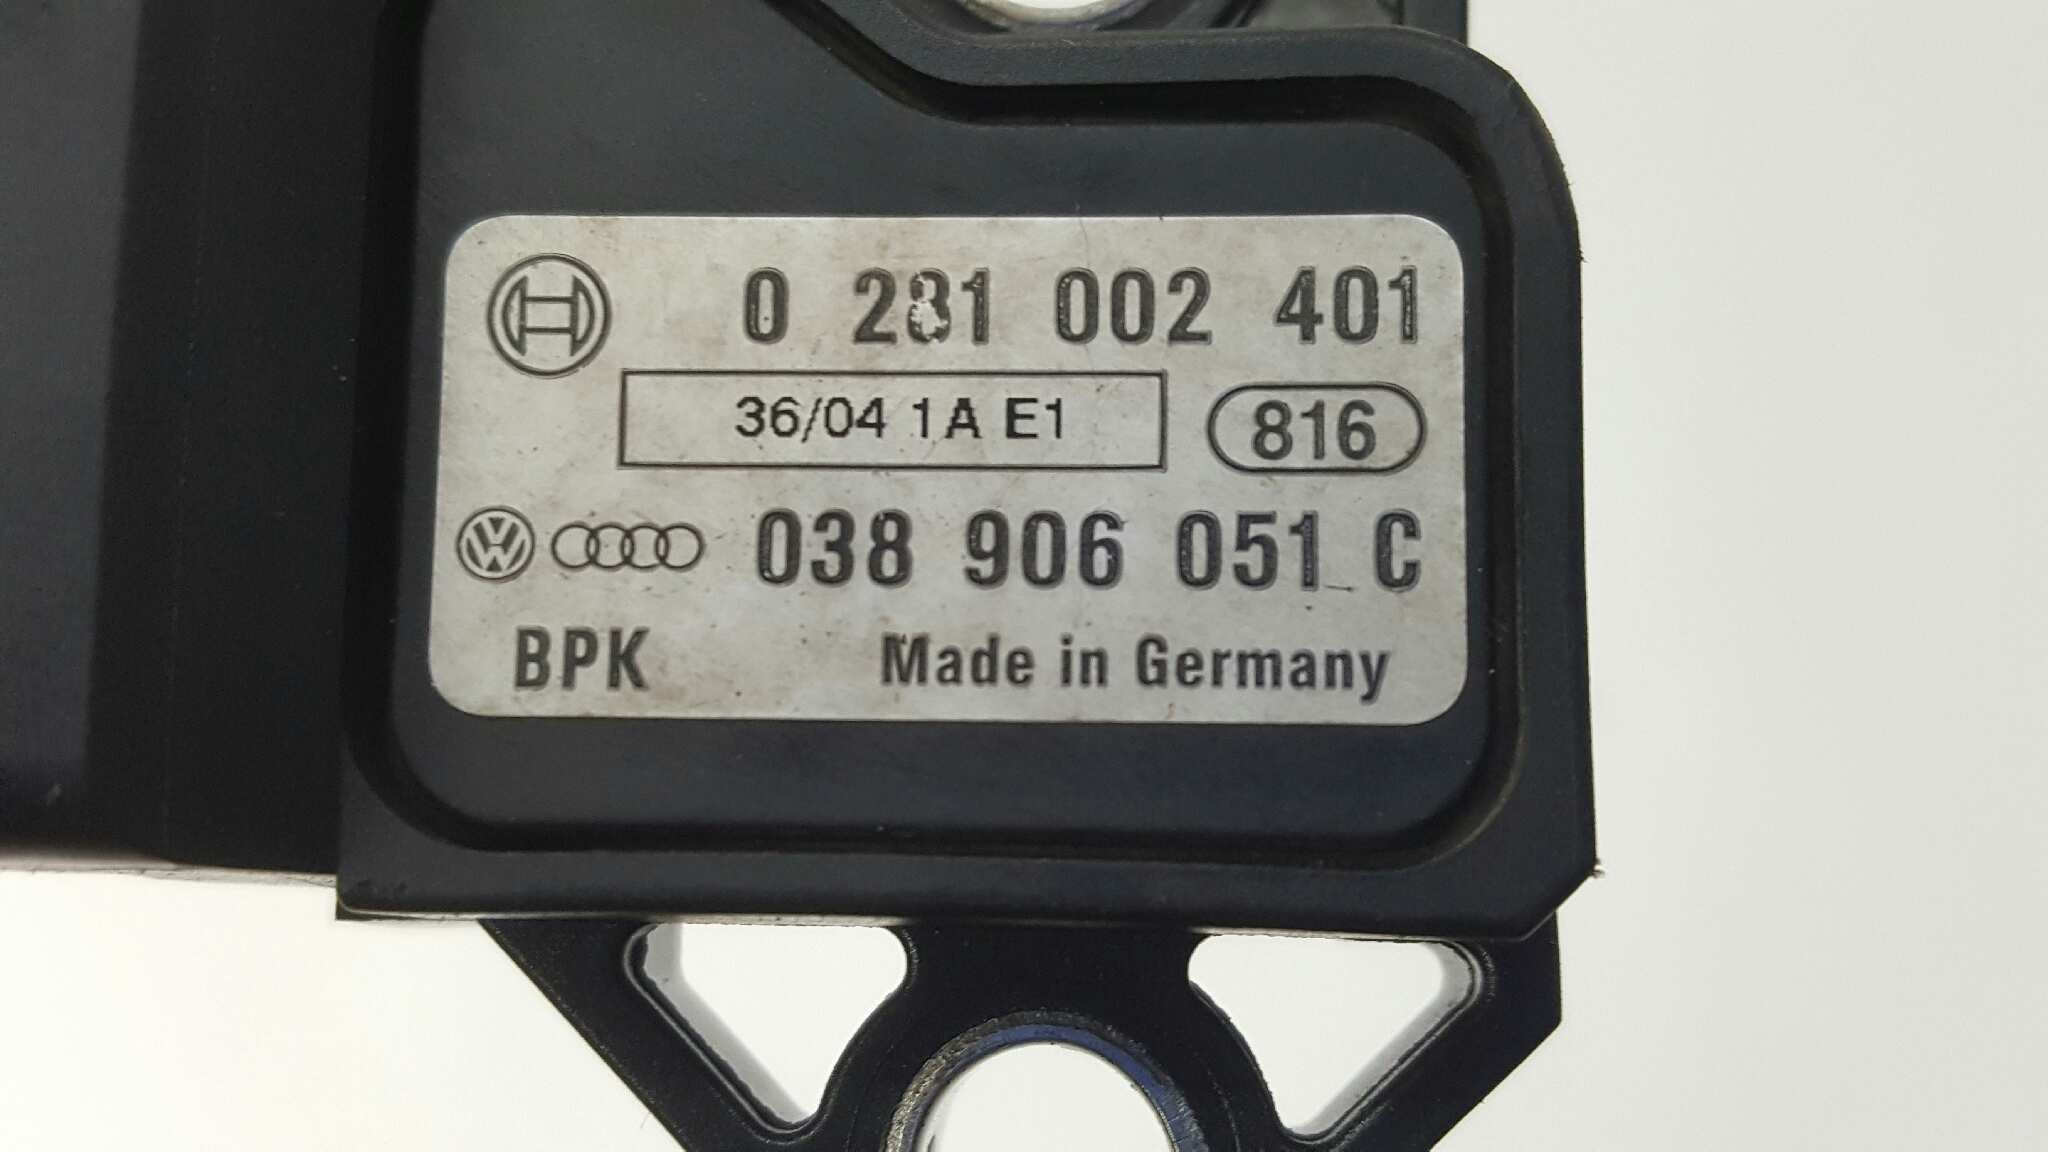 0 281 002 401
36/04 1A E1 816
038 906 051 C
BPK Made in Germany